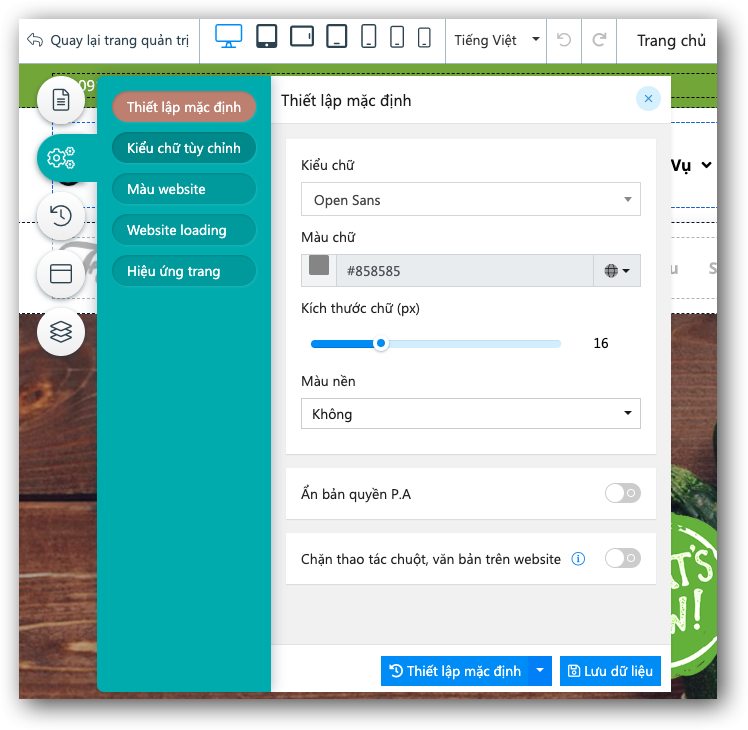 Quay lại trang quản trị
Tiếng Việt
Trang chủ
09
Thiết lập mặc định
Kiểu chữ tùy chỉnh
Màu website
Website loading
Hiệu ứng trang
Thiết lập mặc định
Kiểu chữ
Open Sans
Màu chữ
#858585
Kích thước chữ (px)
16
Màu nền
Không
Ẩn bản quyền P.A
Chặn thao tác chuột, văn bản trên website
Thiết lập mặc định
Lưu dữ liệu
Vụ
u
S
T'S
!